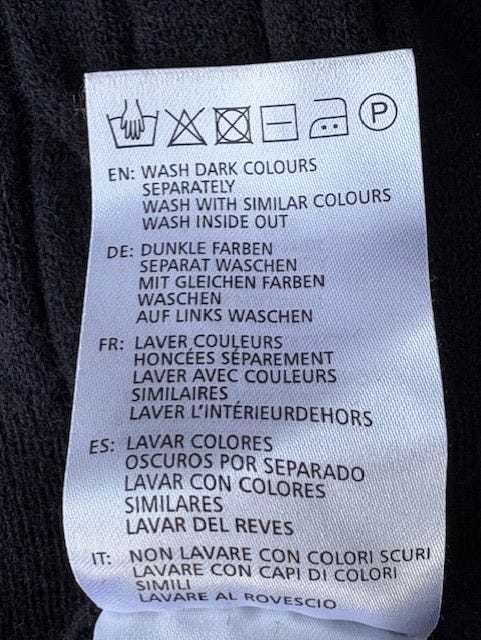 P
EN: WASH DARK COLOURS
SEPARATELY
WASH WITH SIMILAR COLOURS
WASH INSIDE OUT
DE: DUNKLE FARBEN
SEPARAT WASCHEN
MIT GLEICHEN FARBEN
WASCHEN
AUF LINKS WASCHEN
FR: LAVER COULEURS
HONCÉES SÉPAREMENT
LAVER AVEC COULEURS
SIMILAIRES
LAVER L'INTÉRIEURDEHORS
ES: LAVAR COLORES
OSCUROS POR SEPARADO
LAVAR CON COLORES
SIMILARES
LAVAR DEL REVES
IT: NON LAVARE CON COLORI SCURI
LAVARE CON CAPI DI COLORI
SIMILI
LAVARE AL ROVESCIO